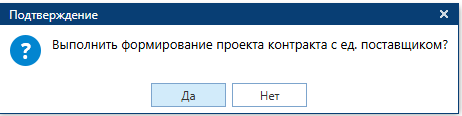 Подтверждение
Выполнить формирование проекта контракта с ед. поставщиком?
Да
Нет